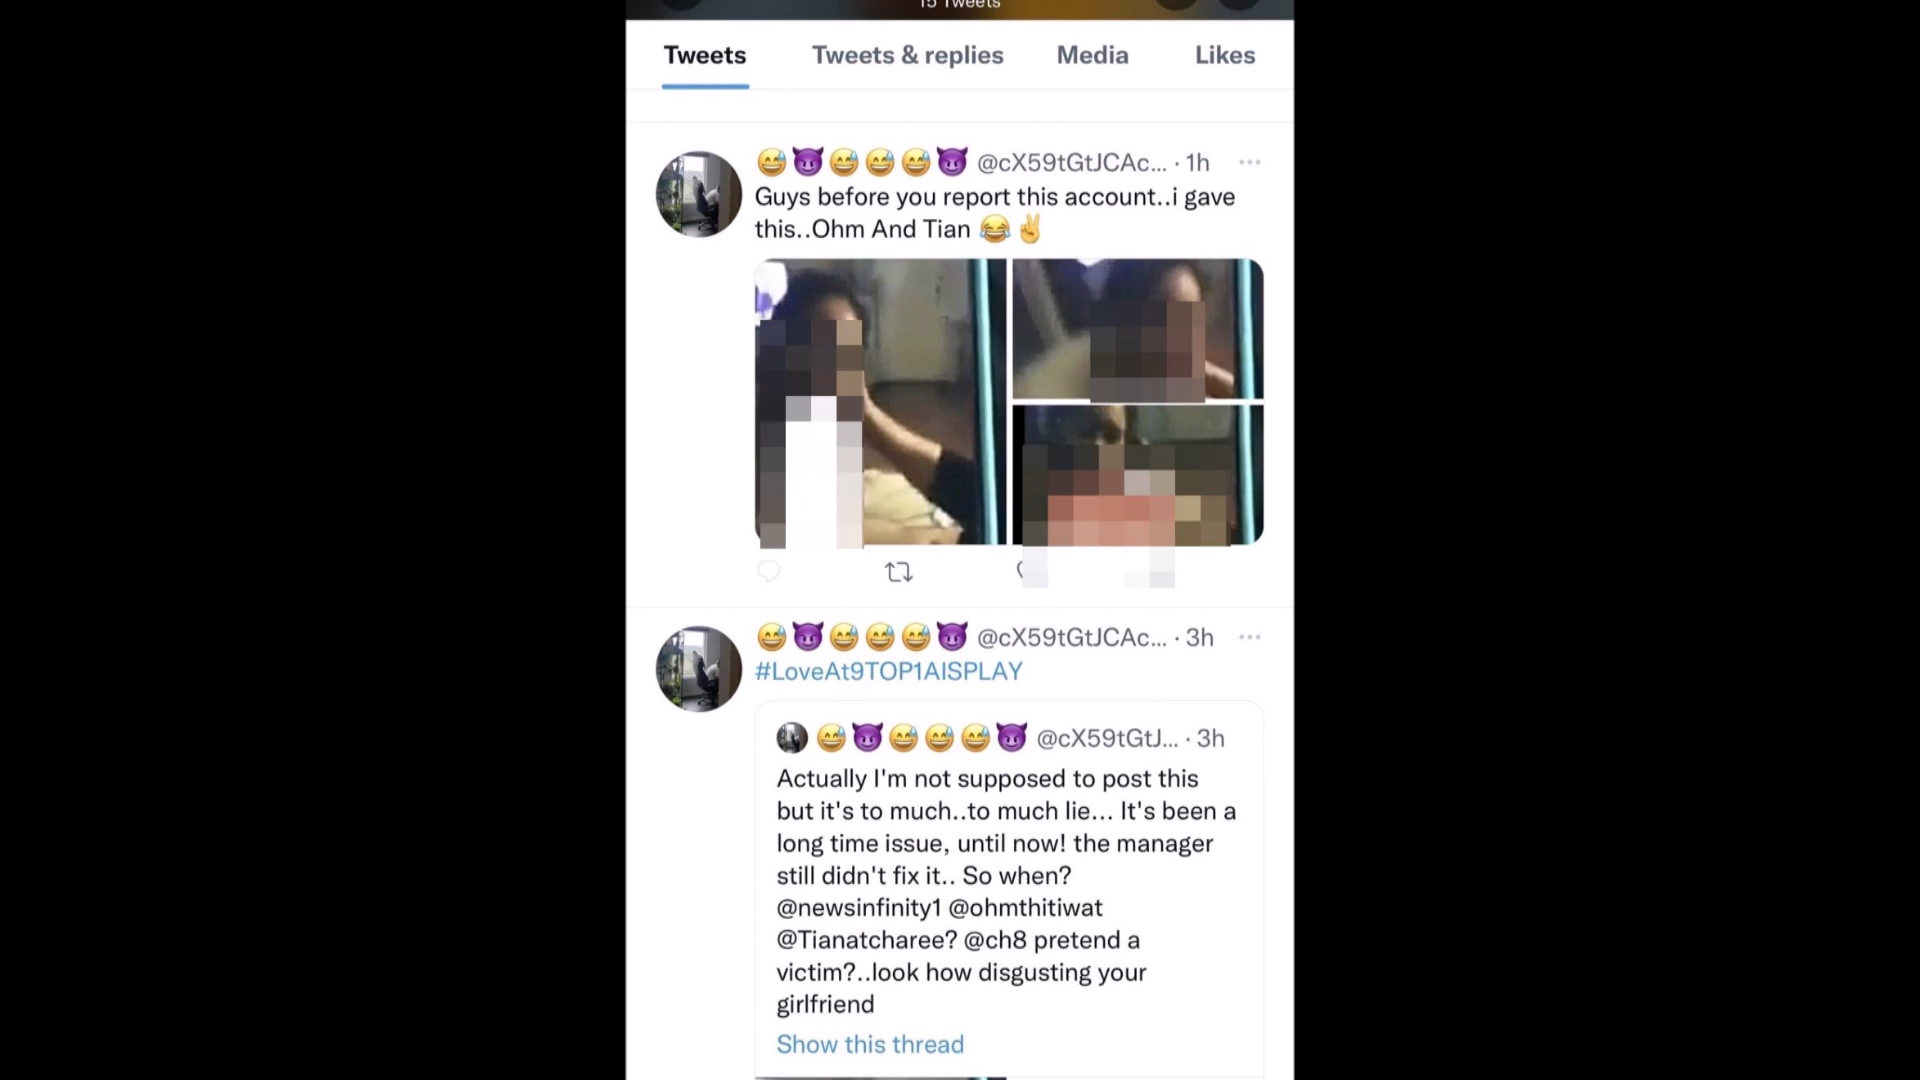 15 Tweets
Tweets Tweets & replies Media Likes
😅😈😅😅😅😈 @cX59tGtJCAc... · 1h
Guys before you report this account..i gave
this..Ohm And Tian 😂✌️
😅😈😅😅😅😈 @cX59tGtJCAc... · 3h
#LoveAt9TOP1AISPLAY
😅😈😅😅😅😈 @cX59tGtJ... · 3h
Actually I'm not supposed to post this
but it's to much..to much lie... It's been a
long time issue, until now! the manager
still didn't fix it.. So when?
@newsinfinity1 @ohmthitiwat
@Tianatcharee? @ch8 pretend a
victim?..look how disgusting your
girlfriend
Show this thread